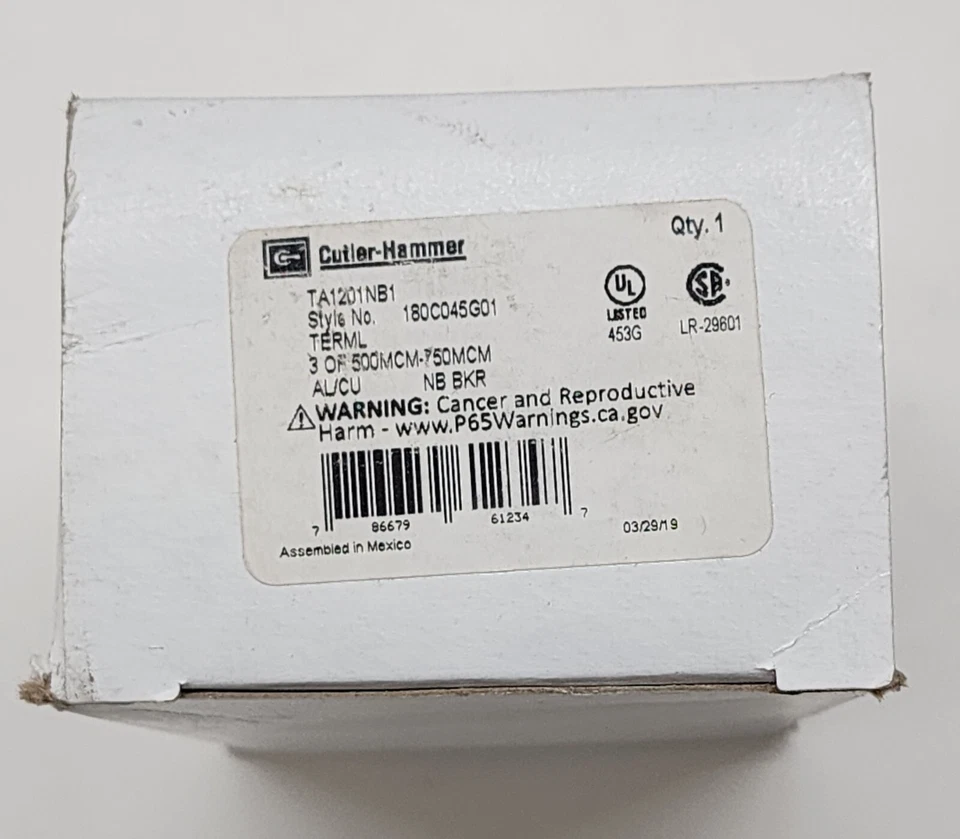 Cutler-Hammer
Qty. 1
TA1201NB1
Style No. 180C045G01
TERML
3 OF 500MCM-750MCM
AL/CU NB BKR
UL
LISTED
453G
SA
LR-29601
⚠WARNING: Cancer and Reproductive
Harm - www.P65Warnings.ca.gov
7 86679 61234 7
03/29/19
Assembled in Mexico